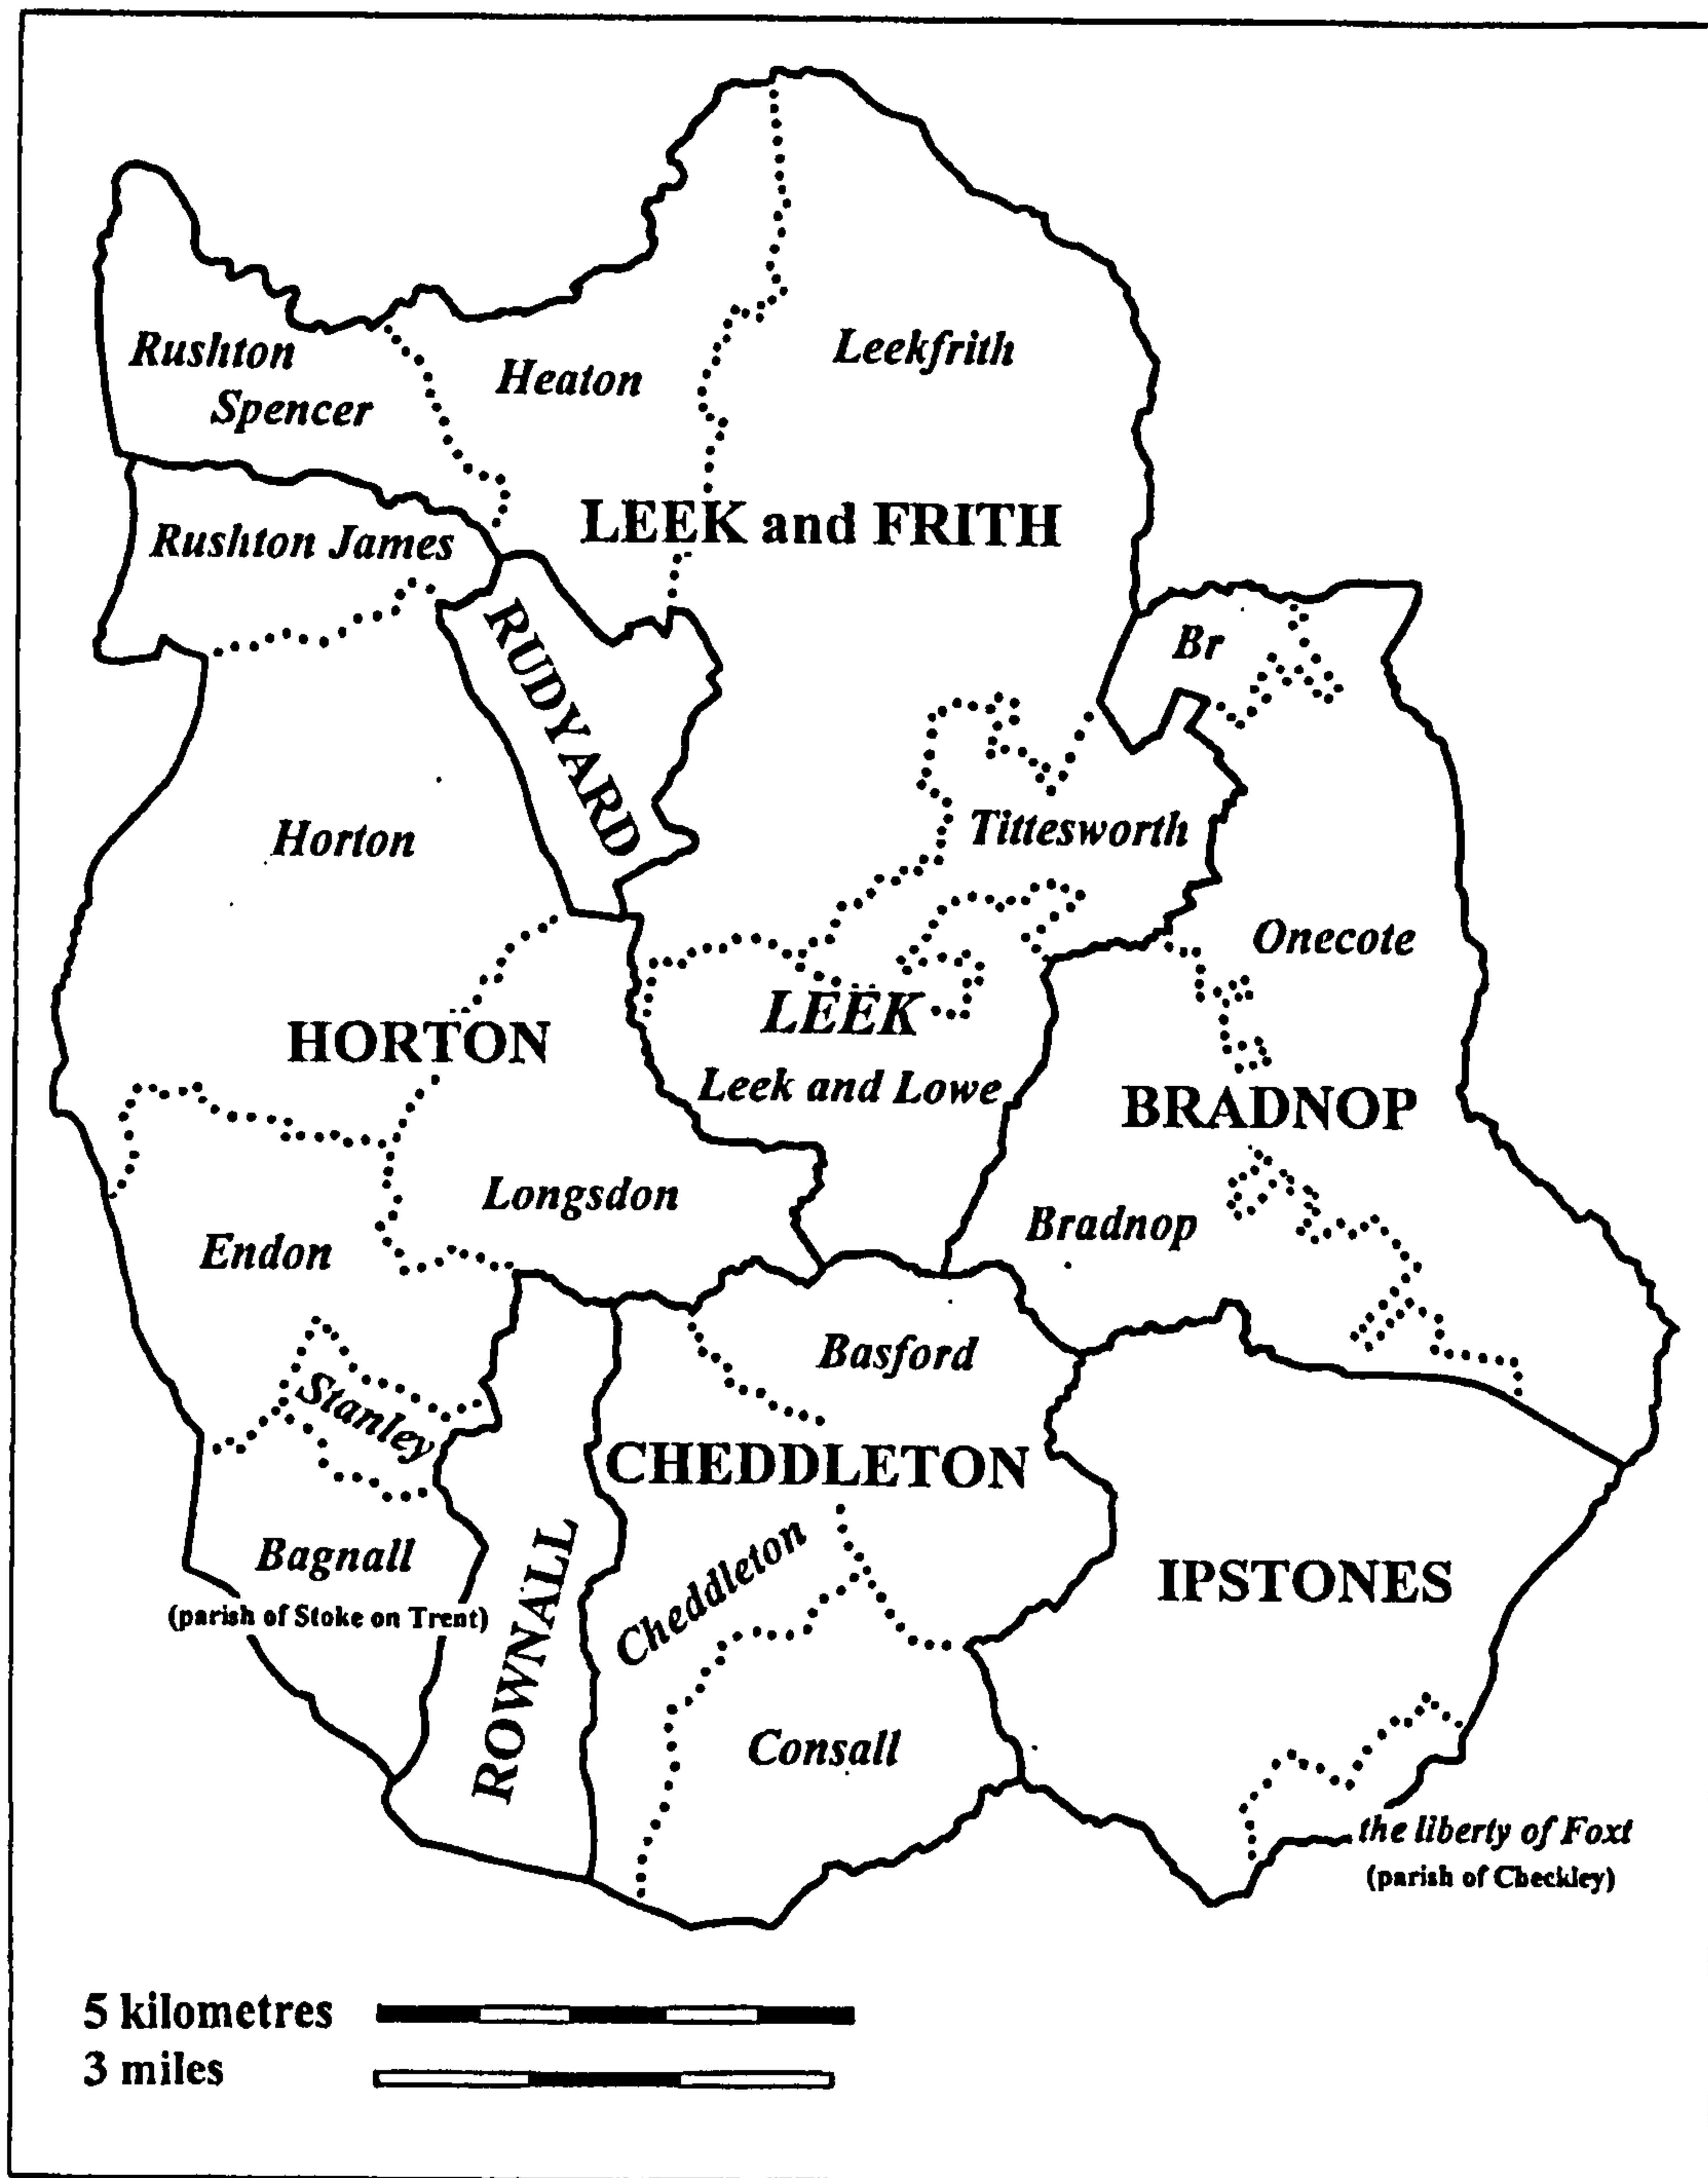 Rushton
Spencer
Heaton
Leekfrith
LEEK and FRITH
Rushton James
RUDYARD
Br
Horton
Tittesworth
Onecote
LEEK
HORTON
Leek and Lowe
BRADNOP
Longsdon
Bradnop
Endon
Basford
Stanley
CHEDDLETON
Bagnall
(parish of Stoke on Trent)
ROWNALL
Cheddleton
IPSTONES
Consall
the liberty of Foxt
(parish of Checkley)
5 kilometres
3 miles